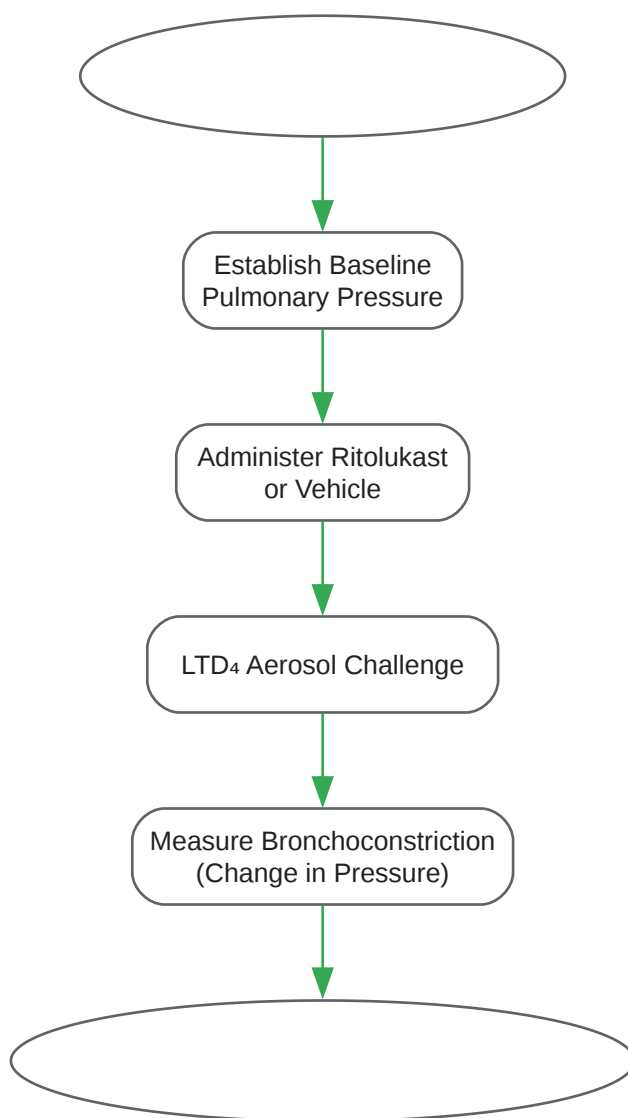 Establish Baseline
Pulmonary Pressure
Administer Ritolukast
or Vehicle
LTD₄ Aerosol Challenge
Measure Bronchoconstriction
(Change in Pressure)